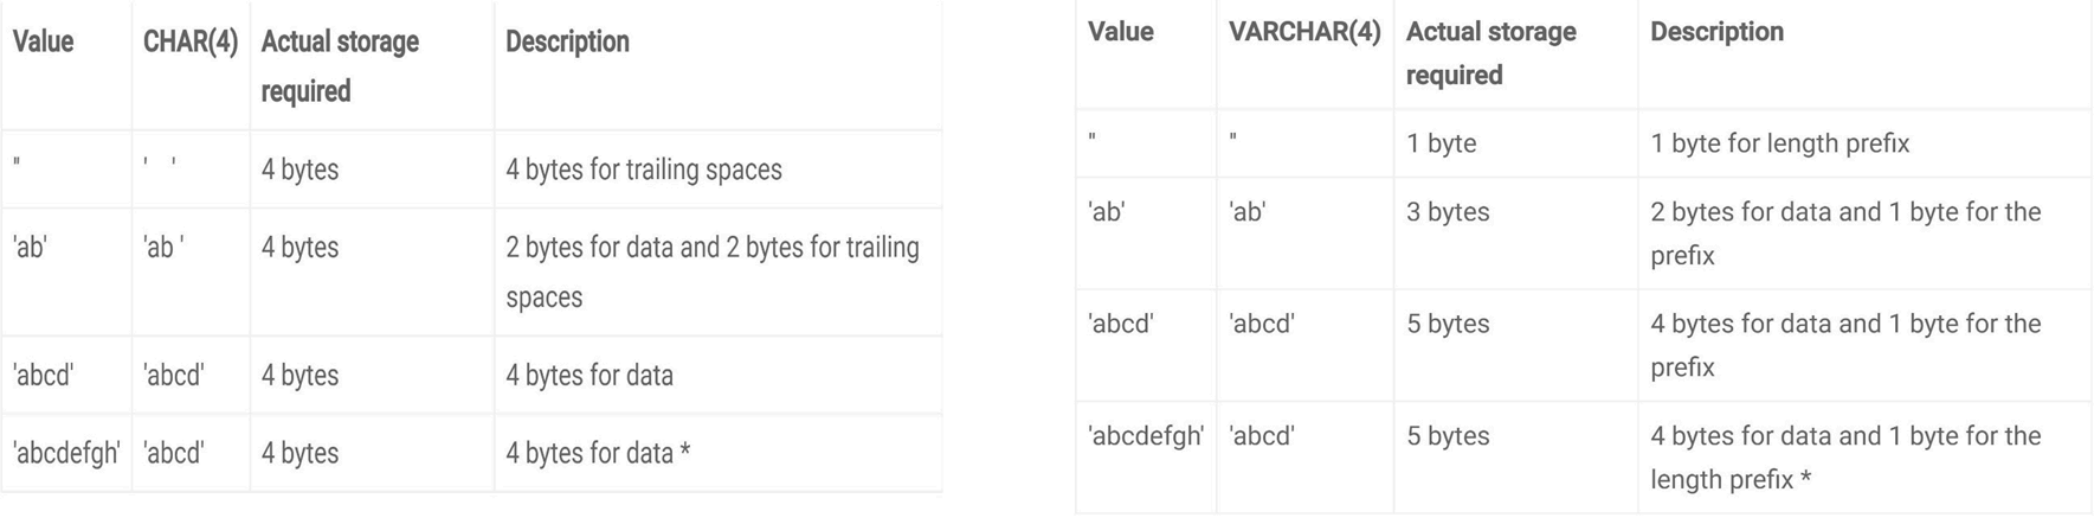 Value CHAR(4) Actual storage required Description
'' '    ' 4 bytes 4 bytes for trailing spaces
'ab' 'ab ' 4 bytes 2 bytes for data and 2 bytes for trailing
spaces
'abcd' 'abcd' 4 bytes 4 bytes for data
'abcdefgh' 'abcd' 4 bytes 4 bytes for data *
Value VARCHAR(4) Actual storage required Description
'' '' 1 byte 1 byte for length prefix
'ab' 'ab' 3 bytes 2 bytes for data and 1 byte for the
prefix
'abcd' 'abcd' 5 bytes 4 bytes for data and 1 byte for the
prefix
'abcdefgh' 'abcd' 5 bytes 4 bytes for data and 1 byte for the
length prefix *